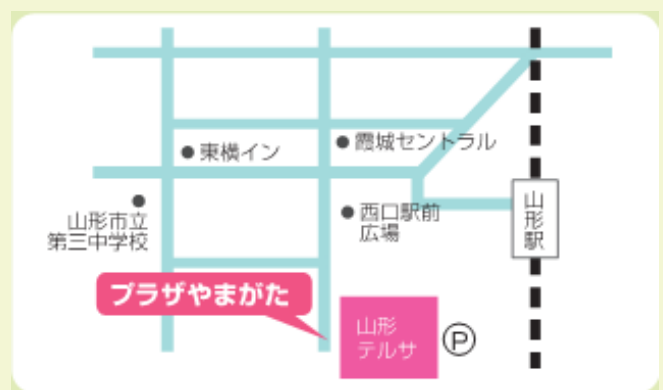 ●東横イン
●霞城セントラル
●
山形市立
第三中学校
●西口駅前
広場
山形駅
プラザやまがた
山形
テルサ
Ⓟ